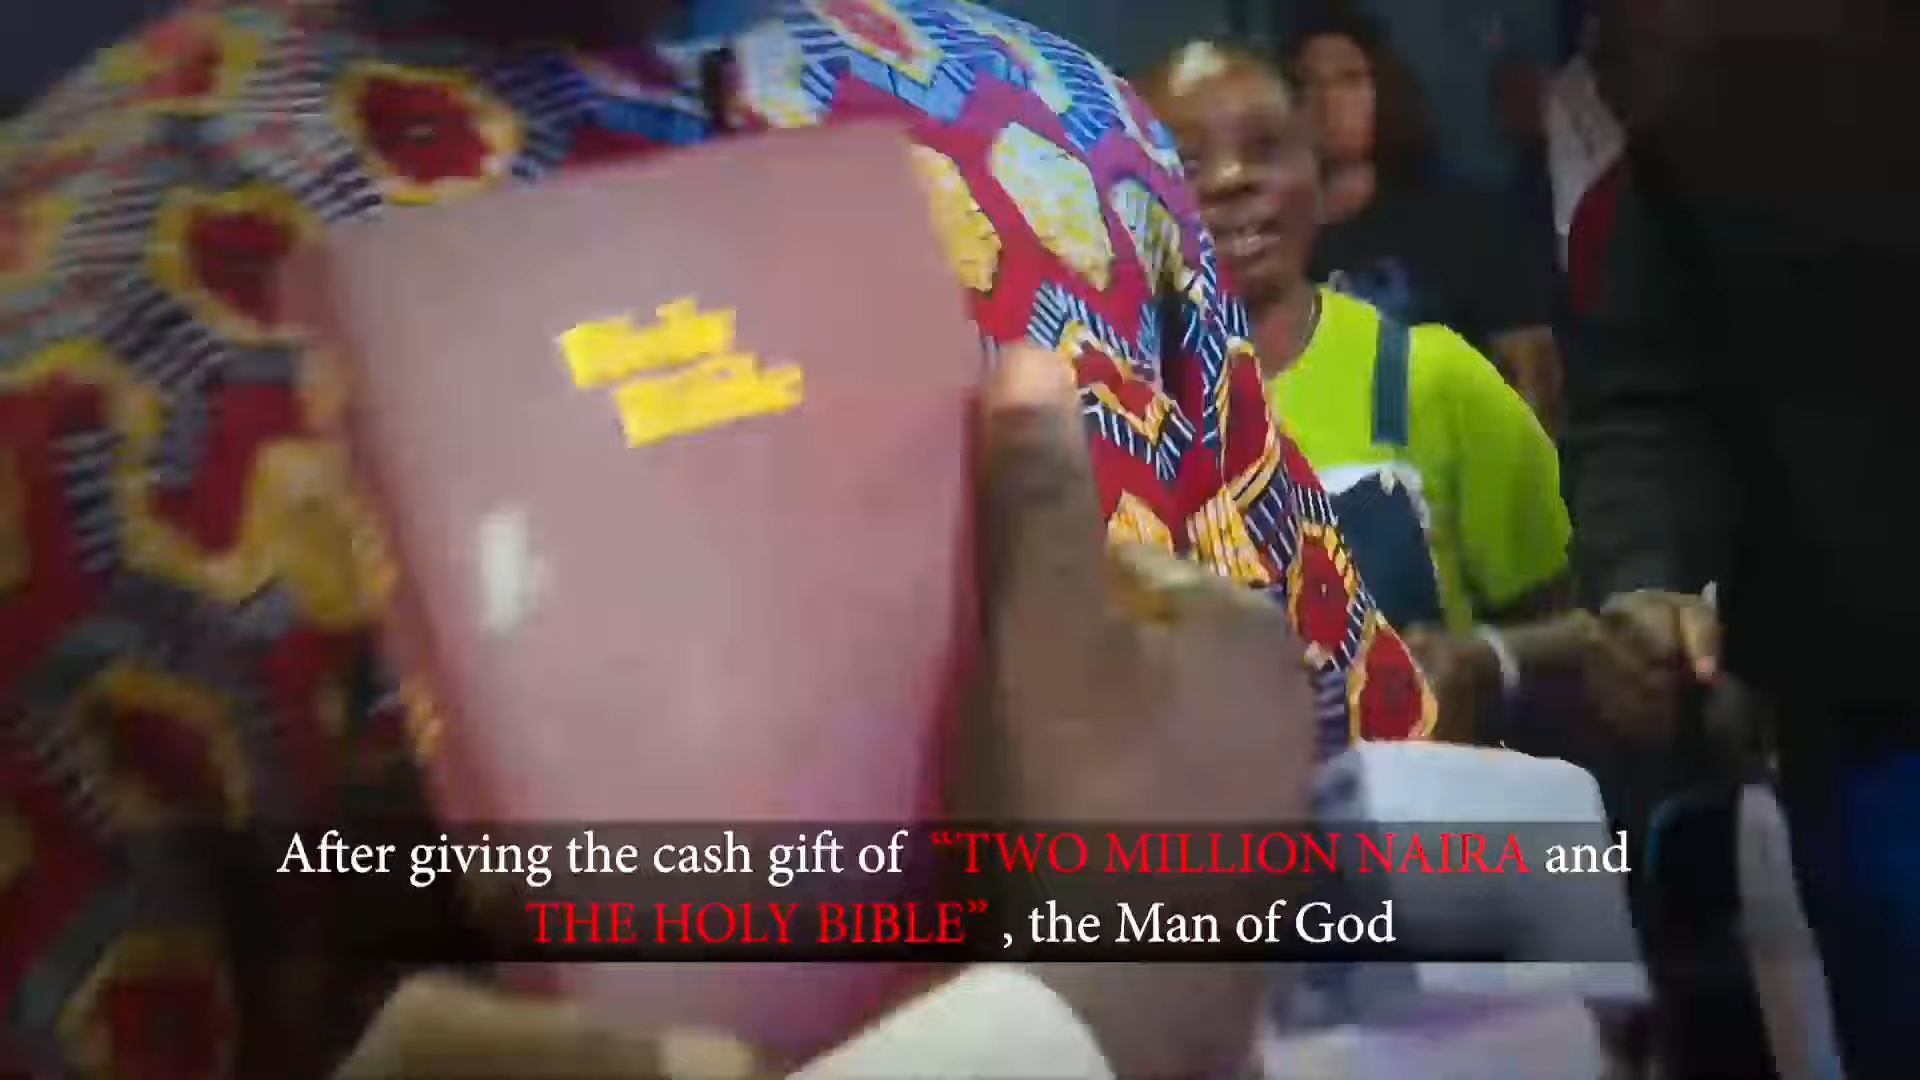 After giving the cash gift of “TWO MILLION NAIRA and
THE HOLY BIBLE” , the Man of God